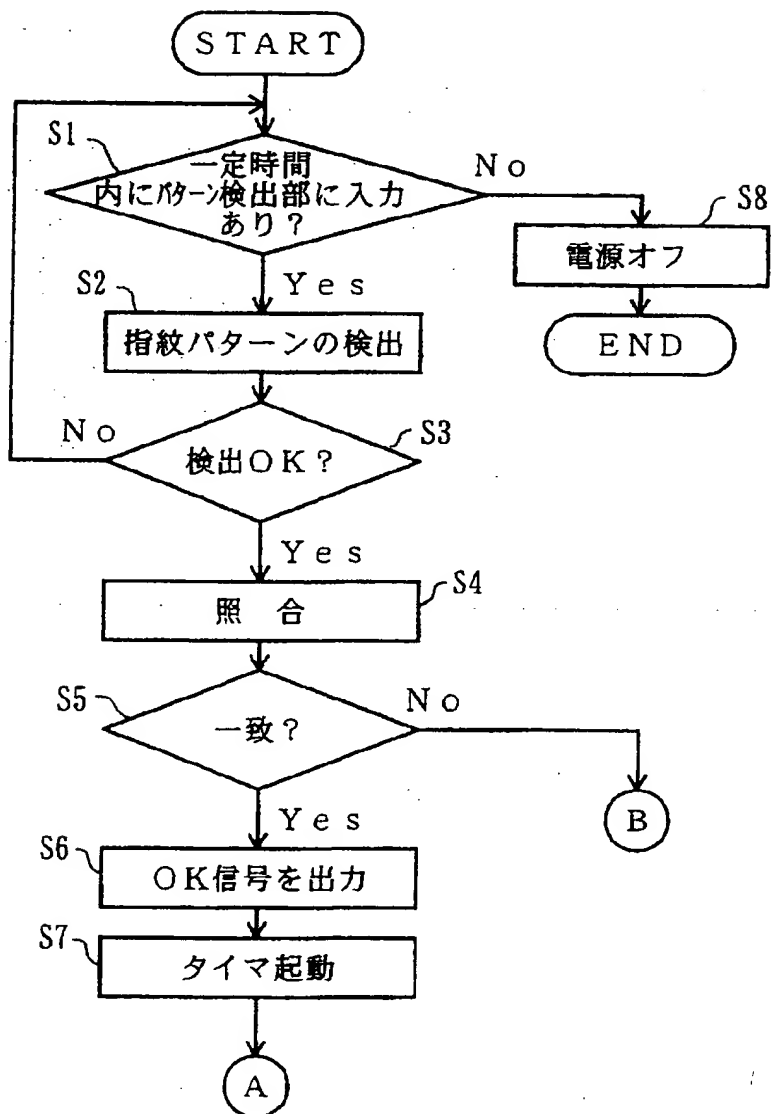 START
S1
一定時間
内にパターン検出部に入力
あり？
No
S8
電源オフ
END
Yes
S2
指紋パターンの検出
No
S3
検出OK？
Yes
S4
照 合
S5
一致？
No
B
Yes
S6
OK信号を出力
S7
タイマ起動
A